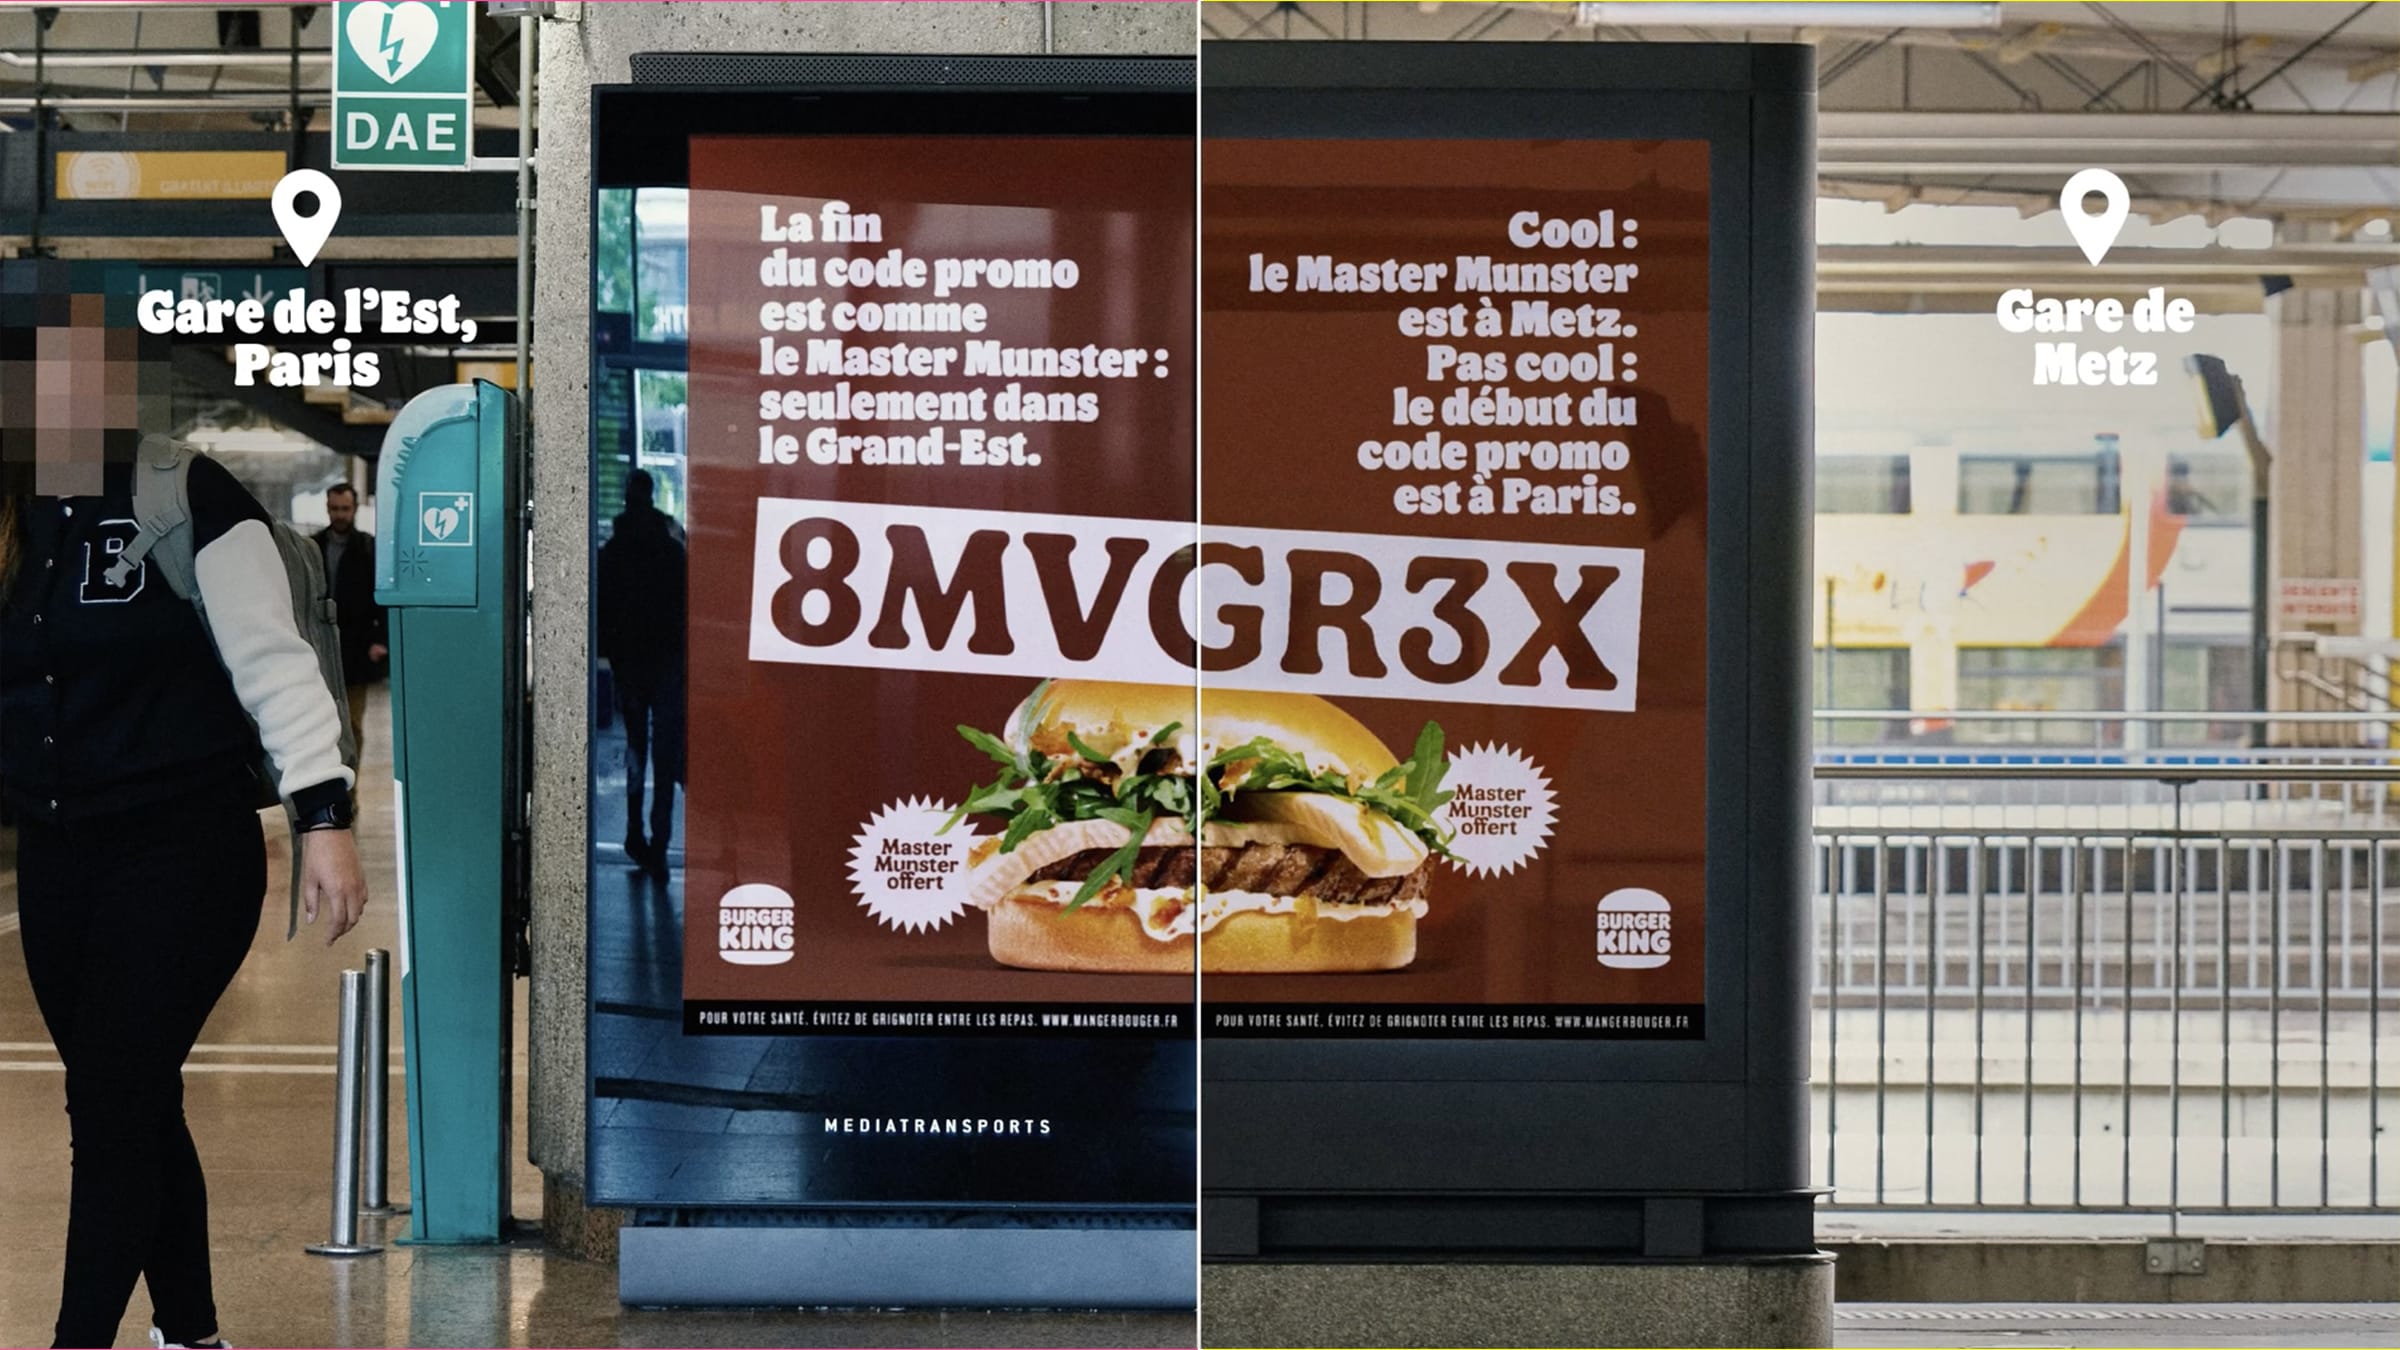 DAE
Gare de l'Est,
Paris
La fin
du code promo
est comme
le Master Munster :
seulement dans
le Grand-Est.
Cool :
le Master Munster
est à Metz.
Pas cool :
le début du
code promo
est à Paris.
8MVGR3X
Master
Munster
offert
Master
Munster
offert
BURGER
KING
BURGER
KING
POUR VOTRE SANTÉ, ÉVITEZ DE GRIGNOTER ENTRE LES REPAS. WWW.MANGERBOUGER.FR
POUR VOTRE SANTÉ, ÉVITEZ DE GRIGNOTER ENTRE LES REPAS. WWW.MANGERBOUGER.FR
MEDIATRANSPORTS
Gare de
Metz
B